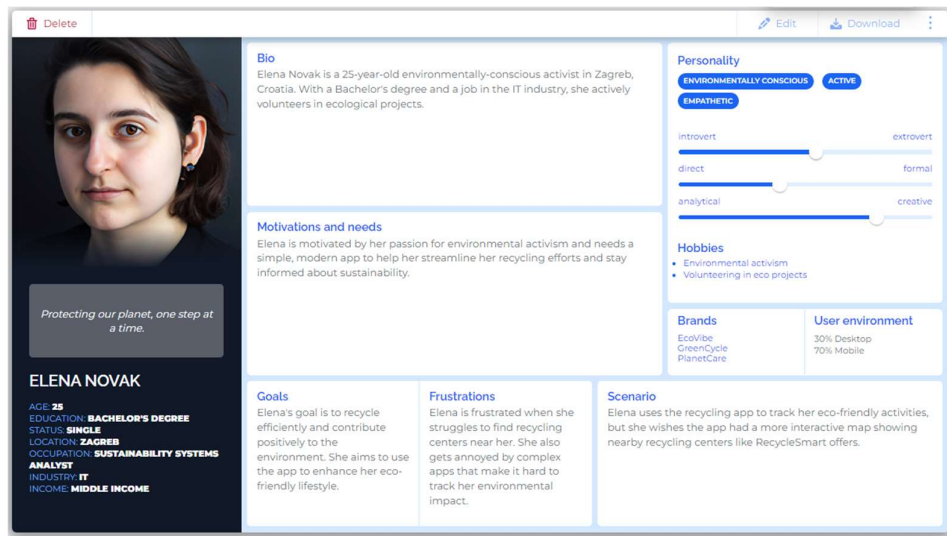 Delete
Edit
Download
Protecting our planet, one step at
a time.
ELENA NOVAK
AGE: 25
EDUCATION: BACHELOR'S DEGREE
STATUS: SINGLE
LOCATION: ZAGREB
OCCUPATION: SUSTAINABILITY SYSTEMS
ANALYST
INDUSTRY: IT
INCOME: MIDDLE INCOME
Bio
Elena Novak is a 25-year-old environmentally-conscious activist in Zagreb,
Croatia. With a Bachelor's degree and a job in the IT industry, she actively
volunteers in ecological projects.
Motivations and needs
Elena is motivated by her passion for environmental activism and needs a
simple, modern app to help her streamline her recycling efforts and stay
informed about sustainability.
Goals
Elena's goal is to recycle
efficiently and contribute
positively to the
environment. She aims to use
the app to enhance her eco-
friendly lifestyle.
Frustrations
Elena is frustrated when she
struggles to find recycling
centers near her. She also
gets annoyed by complex
apps that make it hard to
track her environmental
impact.
Personality
ENVIRONMENTALLY CONSCIOUS
ACTIVE
EMPATHETIC
introvert
extrovert
direct
formal
analytical
creative
Hobbies
Environmental activism
Volunteering in eco projects
Brands
EcoVibe
GreenCycle
PlanetCare
User environment
30% Desktop
70% Mobile
Scenario
Elena uses the recycling app to track her eco-friendly activities,
but she wishes the app had a more interactive map showing
nearby recycling centers like RecycleSmart offers.